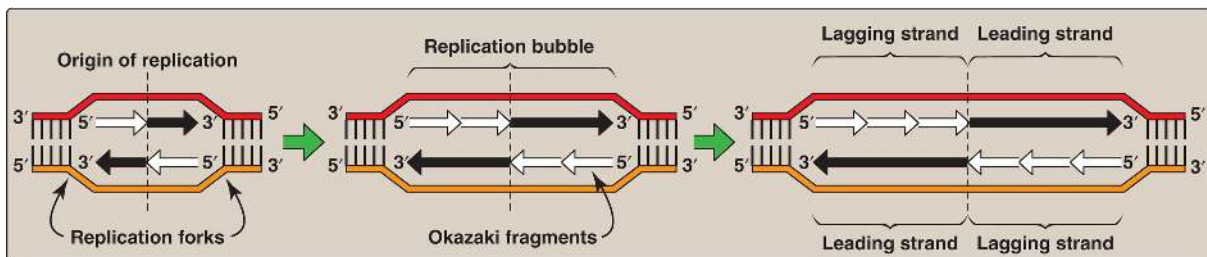 Origin of replication
3′ 5′
5′ 3′
3′ 5′
5′ 3′
Replication forks
Replication bubble
3′ 5′
5′ 3′
3′ 5′
5′ 3′
Okazaki fragments
Lagging strand Leading strand
3′ 5′
5′ 3′
3′ 5′
5′ 3′
Leading strand Lagging strand